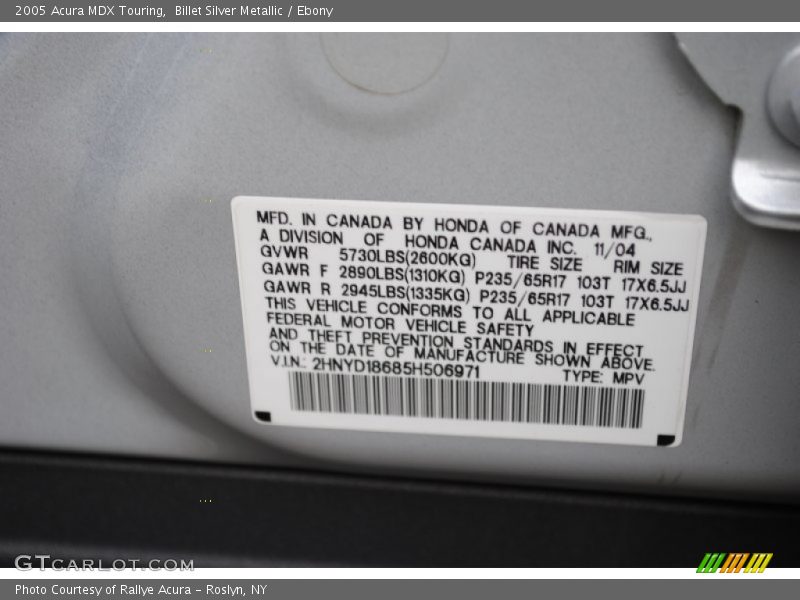 2005 Acura MDX Touring,  Billet Silver Metallic / Ebony
MFD. IN CANADA BY HONDA OF CANADA MFG.,
A DIVISION OF HONDA CANADA INC. 11/04
GVWR 5730LBS(2600KG) TIRE SIZE RIM SIZE
GAWR F 2890LBS(1310KG) P235/65R17 103T 17X6.5JJ
GAWR R 2945LBS(1335KG) P235/65R17 103T 17X6.5JJ
THIS VEHICLE CONFORMS TO ALL APPLICABLE
FEDERAL MOTOR VEHICLE SAFETY
AND THEFT PREVENTION STANDARDS IN EFFECT
ON THE DATE OF MANUFACTURE SHOWN ABOVE.
V.I.N.: 2HNYD18685H506971 TYPE: MPV
GTCARLOT.COM
Photo Courtesy of Rallye Acura - Roslyn, NY